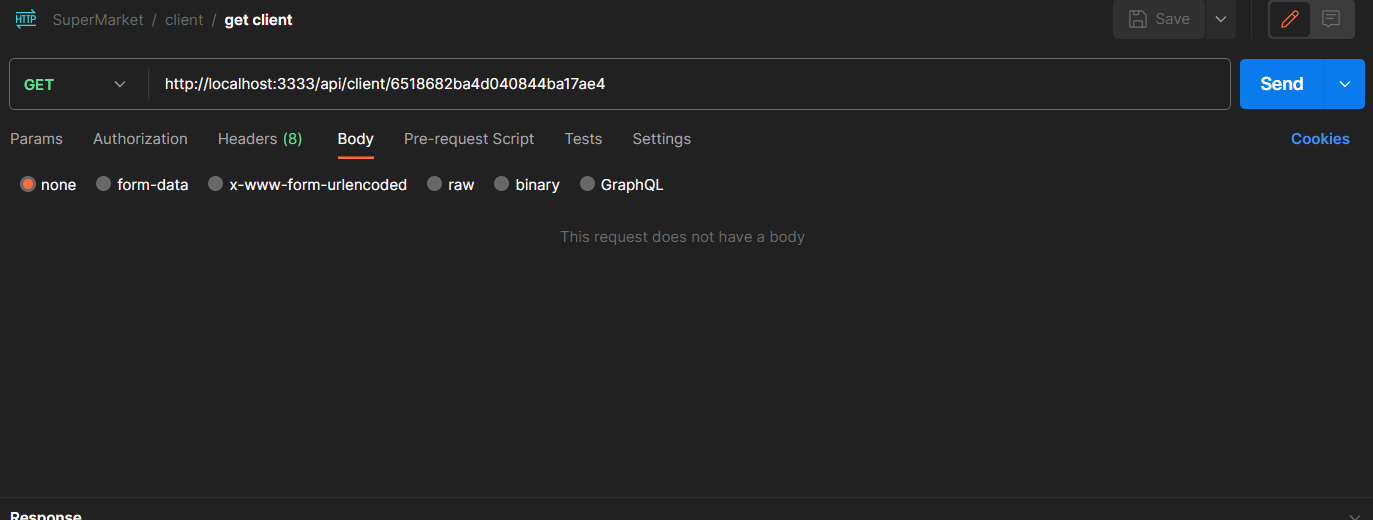 HTTP SuperMarket / client / get client Save
GET http://localhost:3333/api/client/6518682ba4d040844ba17ae4 Send
Params Authorization Headers (8) Body Pre-request Script Tests Settings Cookies
none form-data x-www-form-urlencoded raw binary GraphQL
This request does not have a body
Response